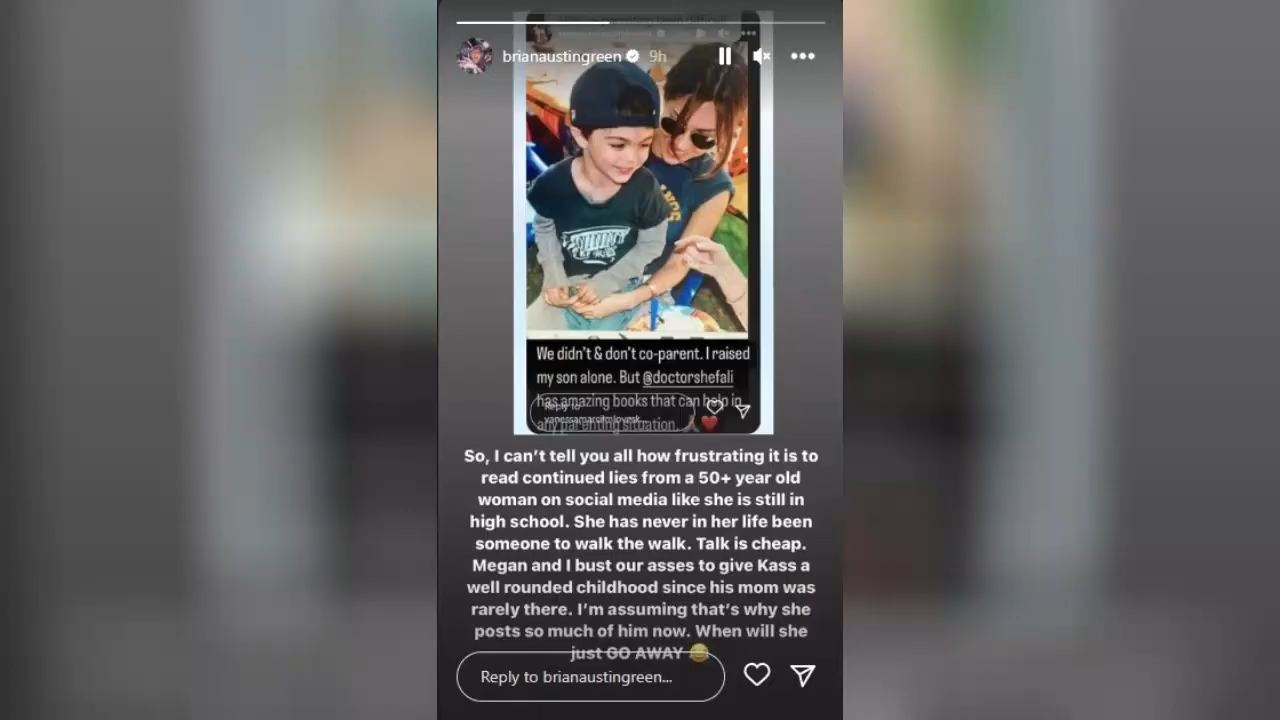 brianaustingreen 9h
We didn't & don't co-parent. I raised
my son alone. But @doctorshefali
has amazing books that can help in
any parenting situation.
Reply to
So, I can't tell you all how frustrating it is to
read continued lies from a 50+ year old
woman on social media like she is still in
high school. She has never in her life been
someone to walk the walk. Talk is cheap.
Megan and I bust our asses to give Kass a
well rounded childhood since his mom was
rarely there. I'm assuming that's why she
posts so much of him now. When will she
just GO AWAY 😂
Reply to brianaustingreen...